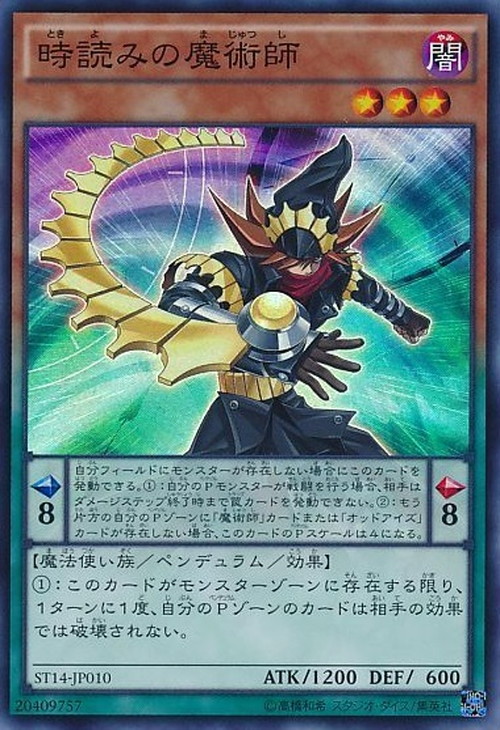 時読みの魔術師
闇
自分フィールドにモンスターが存在しない場合にこのカードを
発動できる。①:自分のPモンスターが戦闘を行う場合、相手は
ダメージステップ終了時まで罠カードを発動できない。②:もう
片方の自分のPゾーンに「魔術師」カードまたは「オッドアイズ」
カードが存在しない場合、このカードのPスケールは4になる。
8
8
【魔法使い族/ペンデュラム/効果】
①:このカードがモンスターゾーンに存在する限り、
1ターンに1度、自分のPゾーンのカードは相手の効果
では破壊されない。
ST14-JP010
ATK/1200 DEF/ 600
20409757
©高橋和希 スタジオ・ダイス/集英社